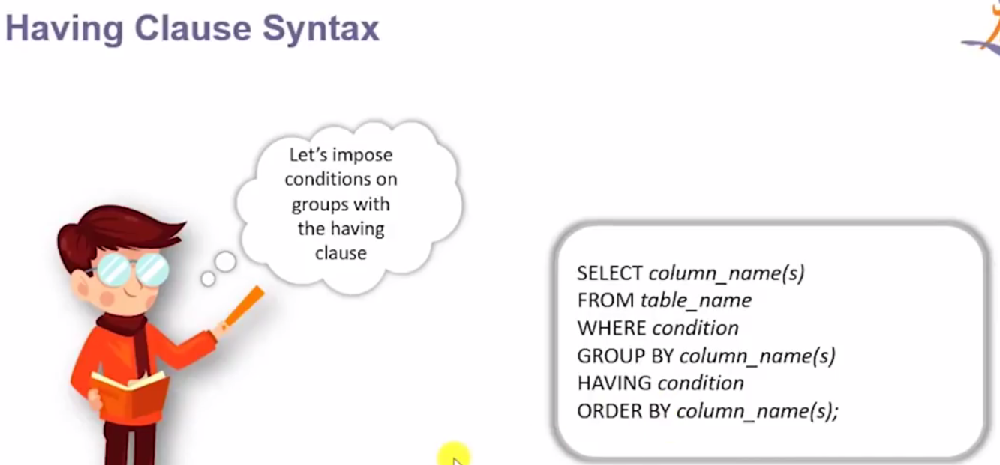 Having Clause Syntax
Let's impose
conditions on
groups with
the having
clause
SELECT column_name(s)
FROM table_name
WHERE condition
GROUP BY column_name(s)
HAVING condition
ORDER BY column_name(s);